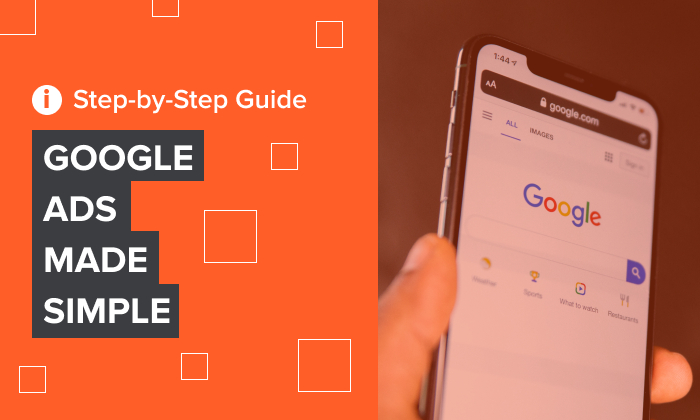 i Step-by-Step Guide
GOOGLE
ADS
MADE
SIMPLE
1:44
AA
google.com
ALL IMAGES
Sign in
Google
Weather Sports What to watch Restaurants